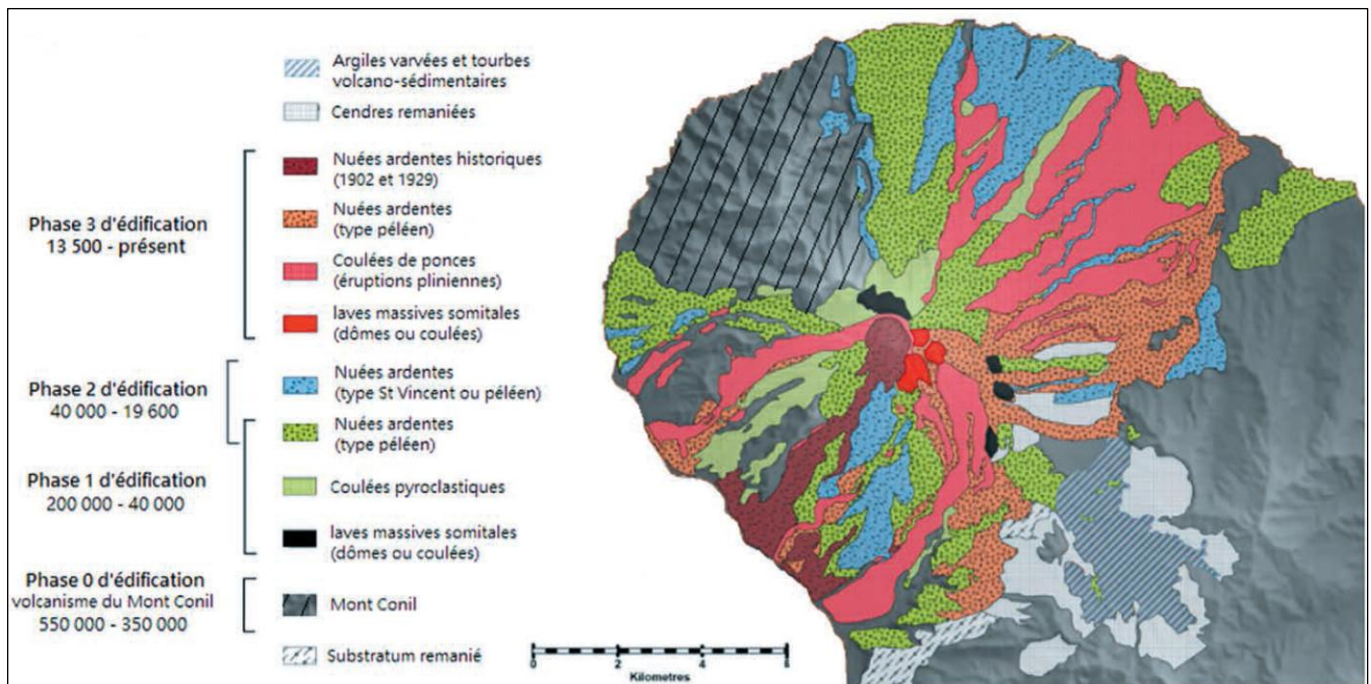 Argiles varvées et tourbes
volcano-sédimentaires
Cendres remaniées
Phase 3 d'édification
13 500 - présent
Nuées ardentes historiques
(1902 et 1929)
Nuées ardentes
(type péléen)
Coulées de ponces
(éruptions pliniennes)
laves massives somitales
(dômes ou coulées)
Phase 2 d'édification
40 000 - 19 600
Nuées ardentes
(type St Vincent ou péléen)
Nuées ardentes
(type péléen)
Phase 1 d'édification
200 000 - 40 000
Coulées pyroclastiques
laves massives somitales
(dômes ou coulées)
Phase 0 d'édification
volcanisme du Mont Conil
550 000 - 350 000
Mont Conil
Substratum remanié
0 2 4 6
Kilometres